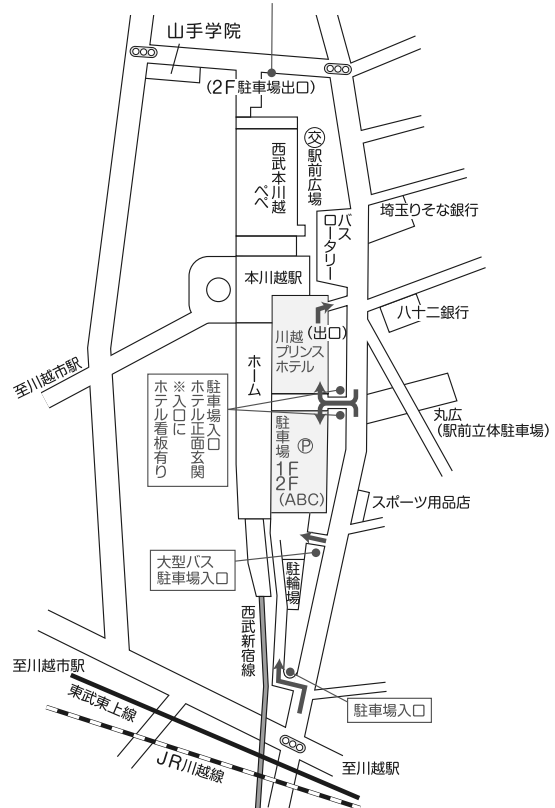 山手学院
(2F駐車場出口)
㊋駅前広場
西武本川越
ペペ
バス
ロータリー
埼玉りそな銀行
本川越駅
八十二銀行
(出口)
川越
プリンス
ホテル
ホーム
至川越市駅
駐車場入口
ホテル正面玄関
※入口に
ホテル看板有り
丸広
(駅前立体駐車場)
駐車場
Ⓟ
1F
2F
(ABC)
スポーツ用品店
大型バス
駐車場入口
駐輪場
西武新宿線
至川越市駅
東武東上線
駐車場入口
JR川越線
至川越駅